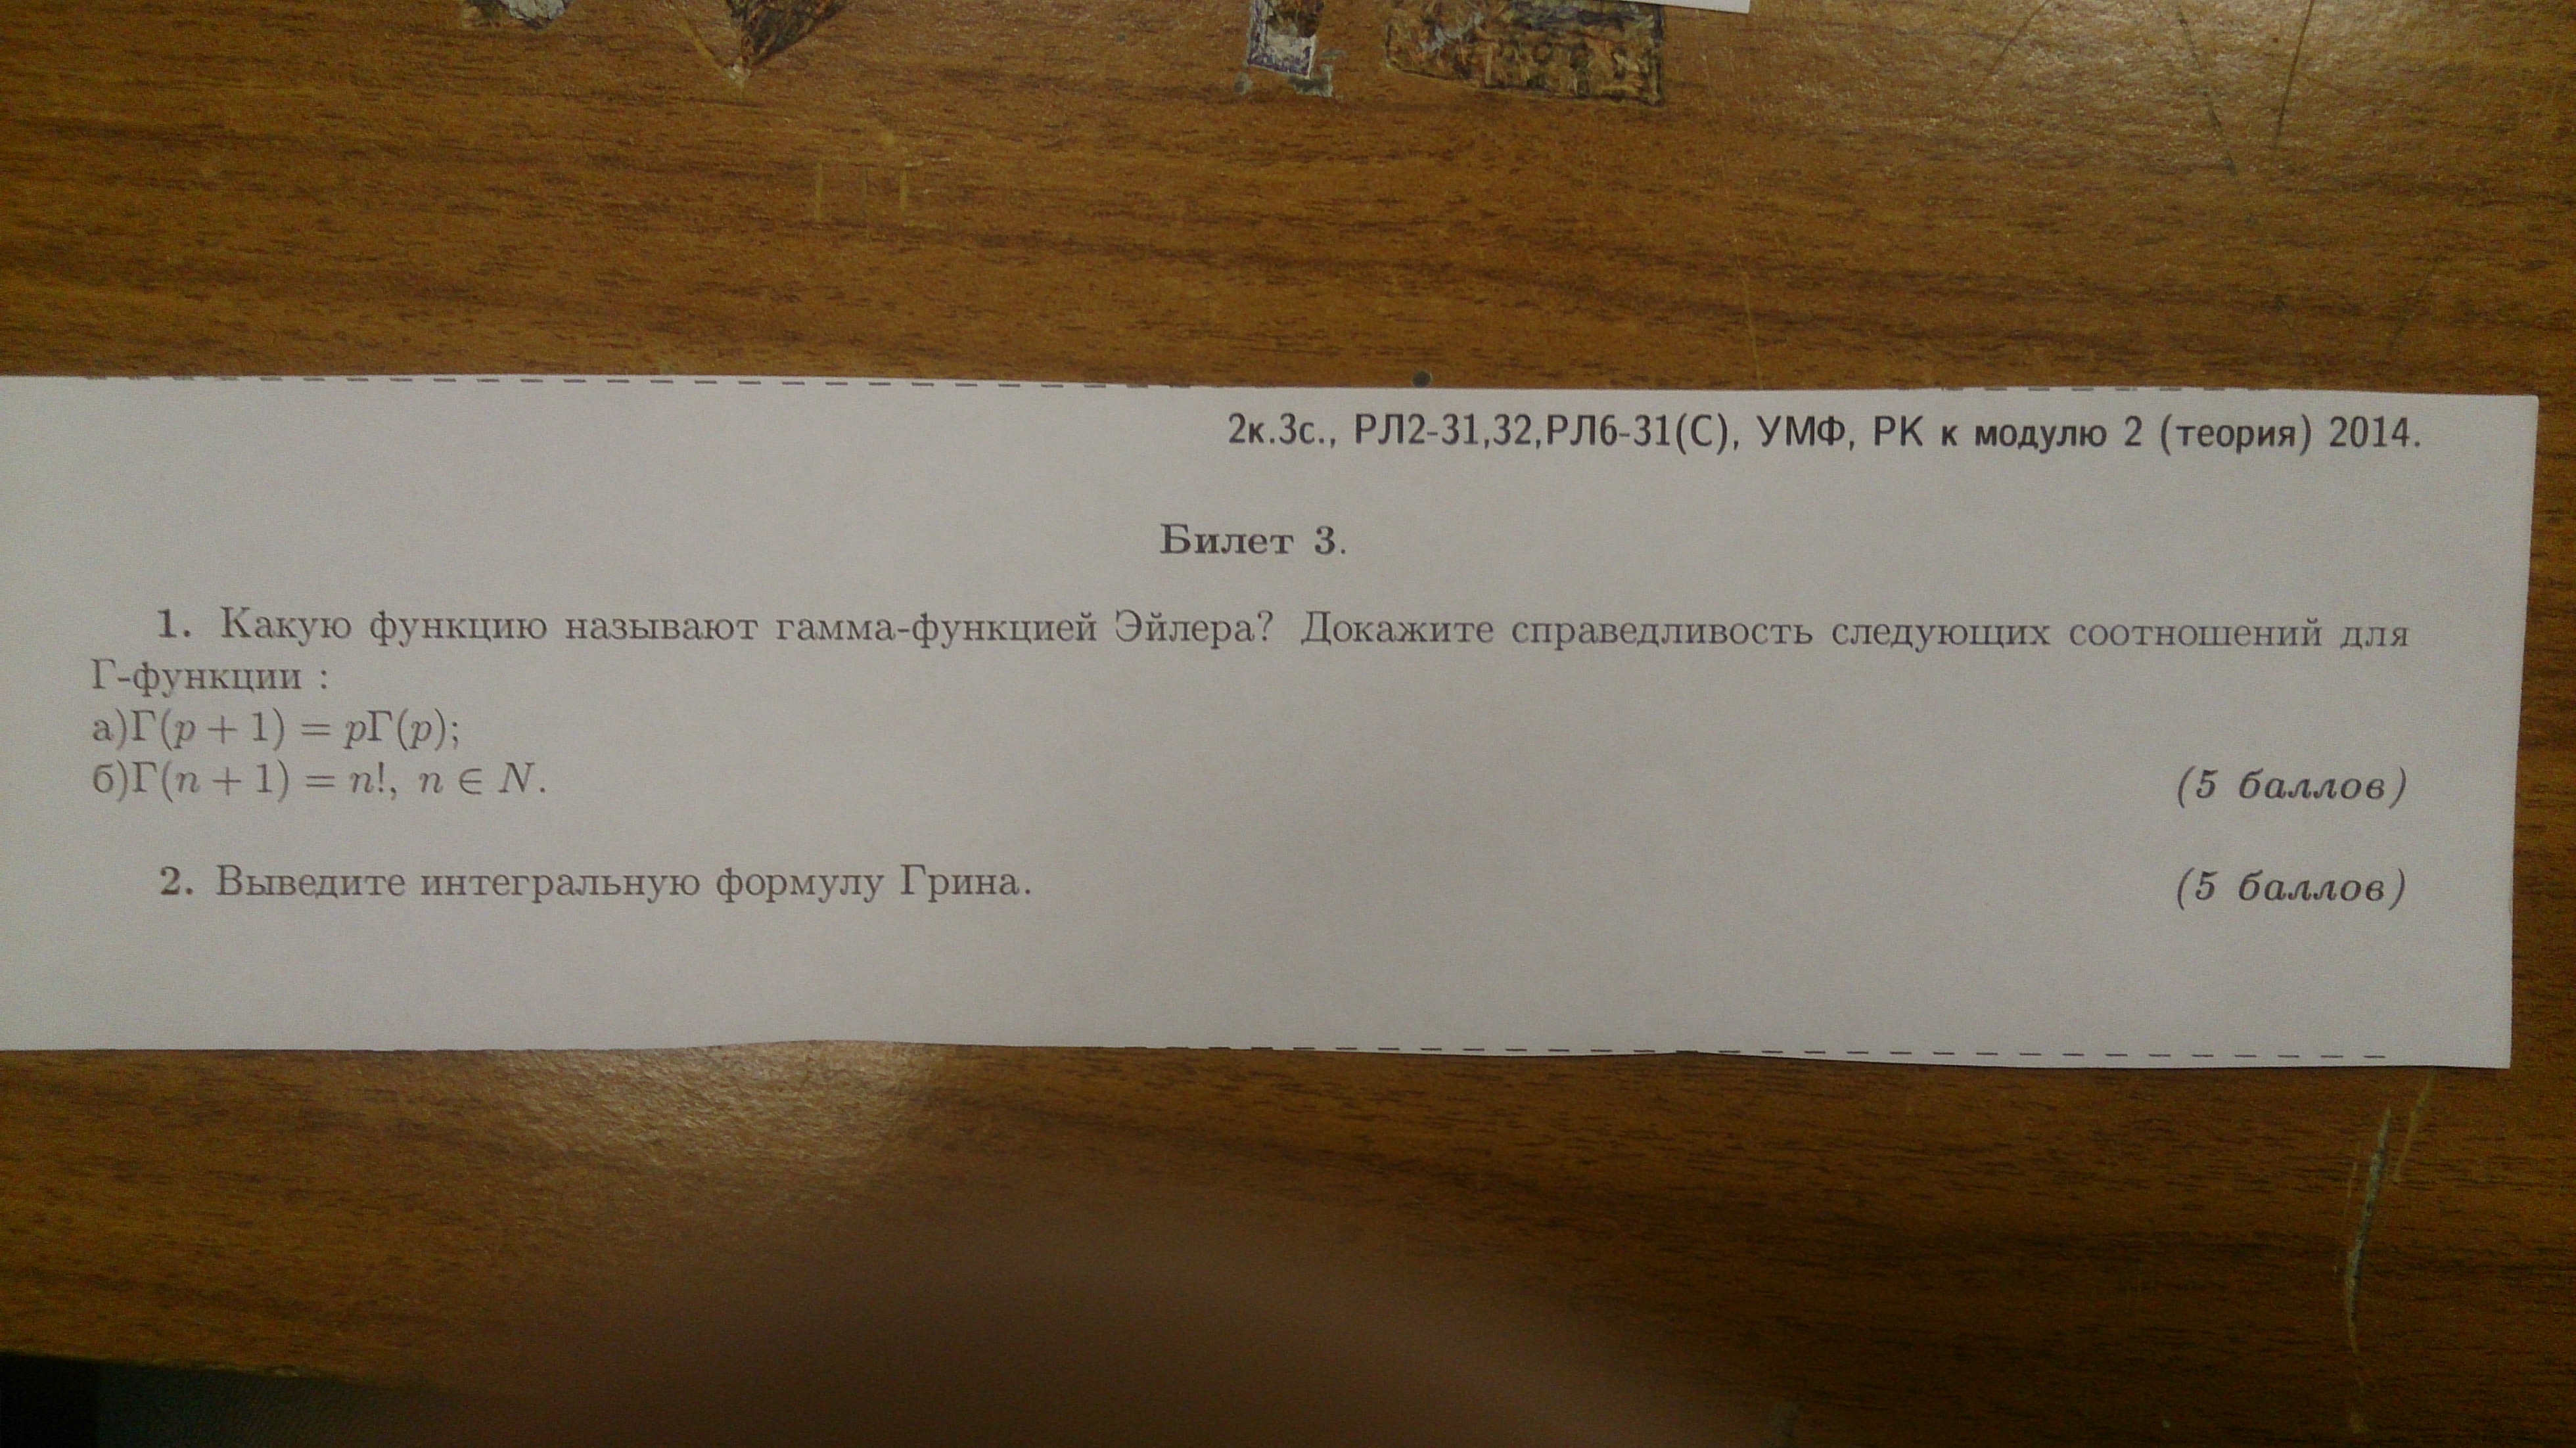 2к.3с., РЛ2-31,32,РЛ6-31(С), УМФ, РК к модулю 2 (теория) 2014.
Билет 3.
1. Какую функцию называют гамма-функцией Эйлера? Докажите справедливость следующих соотношений для
Γ-функции :
а)Γ(p + 1) = pΓ(p);
б)Γ(n + 1) = n!, n ∈ N. (5 баллов)
2. Выведите интегральную формулу Грина. (5 баллов)